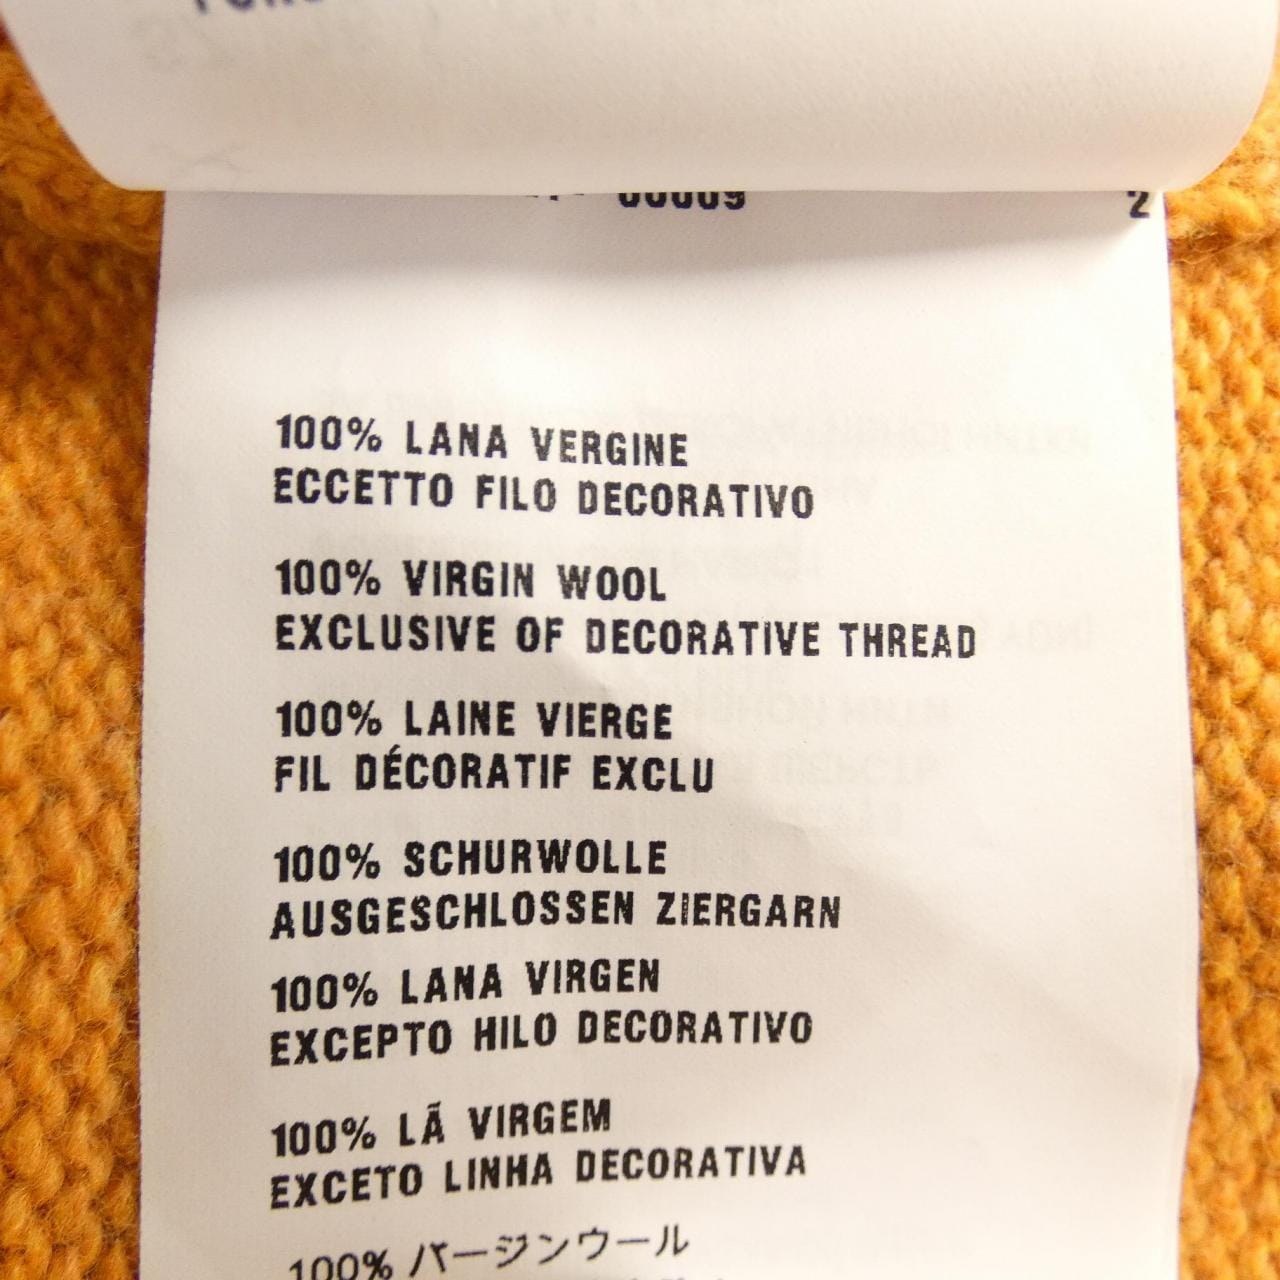 2
100% LANA VERGINE
ECCETTO FILO DECORATIVO
100% VIRGIN WOOL
EXCLUSIVE OF DECORATIVE THREAD
100% LAINE VIERGE
FIL DÉCORATIF EXCLU
100% SCHURWOLLE
AUSGESCHLOSSEN ZIERGARN
100% LANA VIRGEN
EXCEPTO HILO DECORATIVO
100% LÃ VIRGEM
EXCETO LINHA DECORATIVA
100% バージンウール